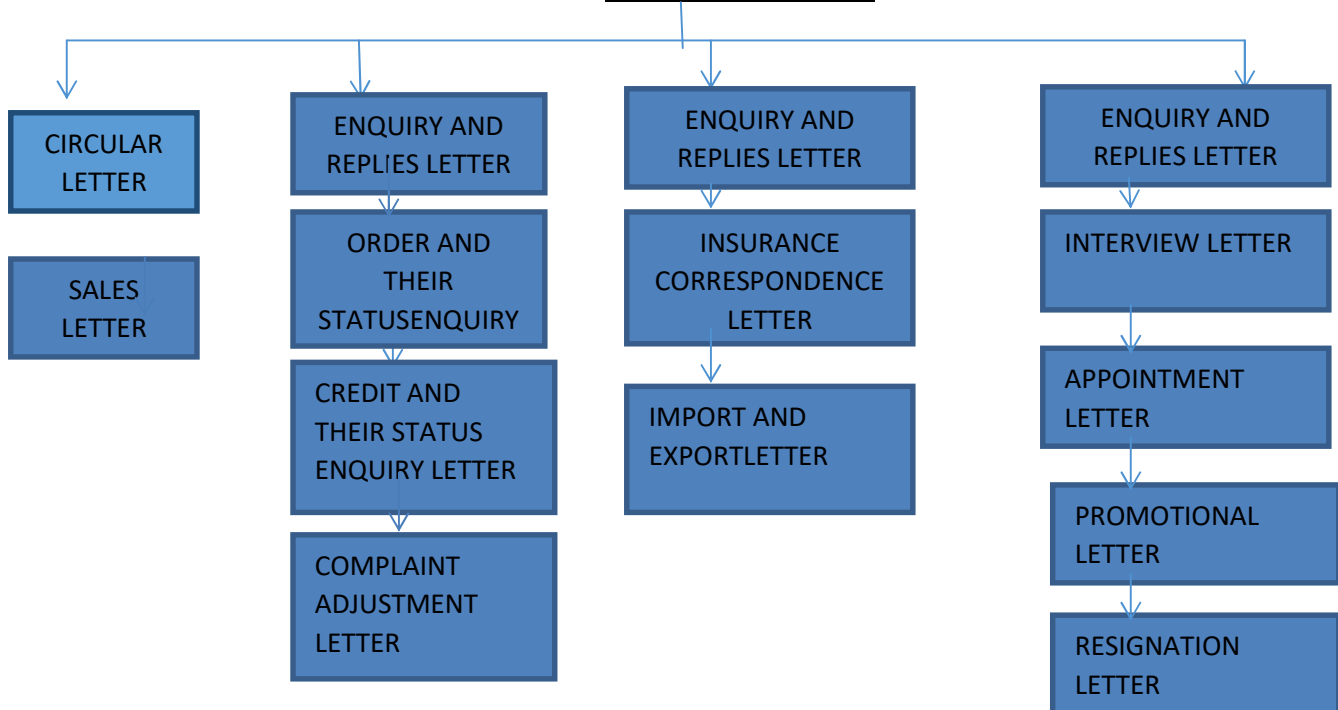 CIRCULAR
LETTER
SALES
LETTER
ENQUIRY AND
REPLIES LETTER
ORDER AND
THEIR
STATUSENQUIRY
CREDIT AND
THEIR STATUS
ENQUIRY LETTER
COMPLAINT
ADJUSTMENT
LETTER
ENQUIRY AND
REPLIES LETTER
INSURANCE
CORRESPONDENCE
LETTER
IMPORT AND
EXPORTLETTER
ENQUIRY AND
REPLIES LETTER
INTERVIEW LETTER
APPOINTMENT
LETTER
PROMOTIONAL
LETTER
RESIGNATION
LETTER